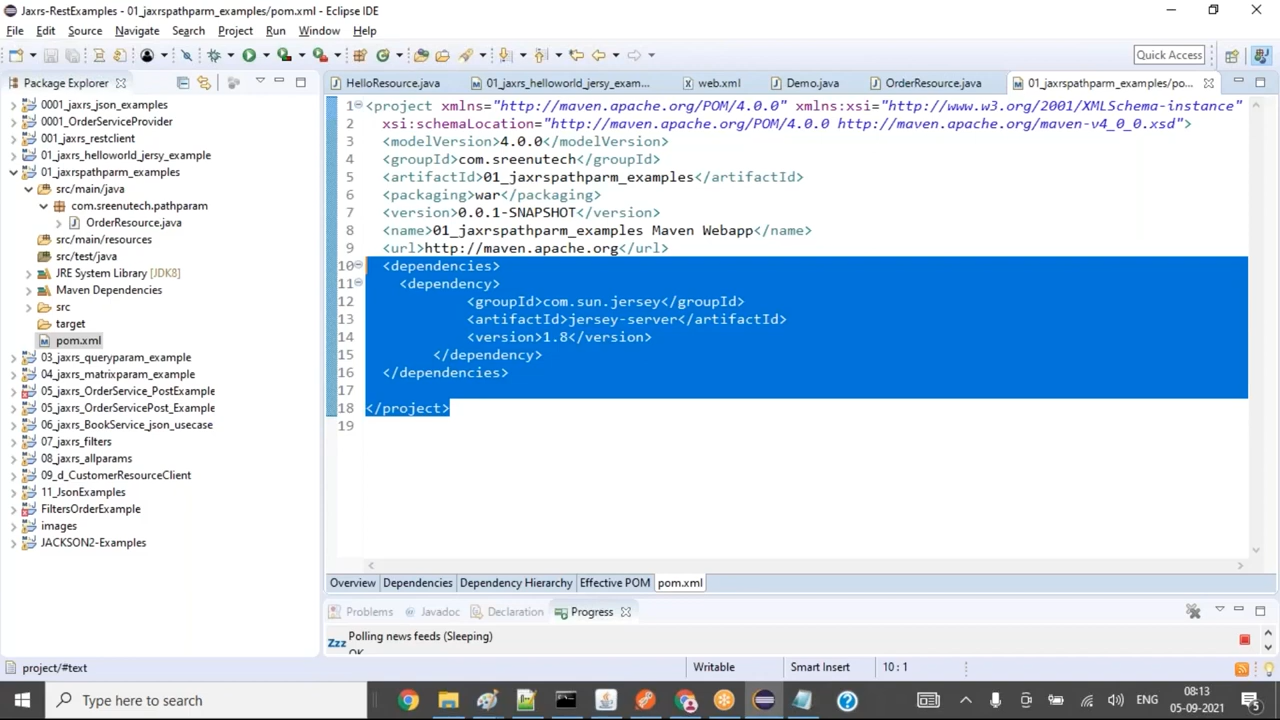 Jaxrs-RestExamples - 01_jaxrspathparm_examples/pom.xml - Eclipse IDE
File Edit Source Navigate Search Project Run Window Help
Quick Access
Package Explorer
0001_jaxrs_json_examples
0001_OrderServiceProvider
001_jaxrs_restclient
01_jaxrs_helloworld_jersy_example
01_jaxrspathparm_examples
src/main/java
com.sreenutech.pathparam
OrderResource.java
src/main/resources
src/test/java
JRE System Library [JDK8]
Maven Dependencies
src
target
pom.xml
03_jaxrs_queryparam_example
04_jaxrs_matrixparam_example
05_jaxrs_OrderService_PostExample
05_jaxrs_OrderServicePost_Example
06_jaxrs_BookService_json_usecase
07_jaxrs_filters
08_jaxrs_allparams
09_d_CustomerResourceClient
11_JsonExamples
FiltersOrderExample
images
JACKSON2-Examples
HelloResource.java 01_jaxrs_helloworld_jersy_exam... web.xml Demo.java OrderResource.java 01_jaxrspathparm_examples/po...
1 <project xmlns="http://maven.apache.org/POM/4.0.0" xmlns:xsi="http://www.w3.org/2001/XMLSchema-instance"
2 xsi:schemaLocation="http://maven.apache.org/POM/4.0.0 http://maven.apache.org/maven-v4_0_0.xsd">
3 <modelVersion>4.0.0</modelVersion>
4 <groupId>com.sreenutech</groupId>
5 <artifactId>01_jaxrspathparm_examples</artifactId>
6 <packaging>war</packaging>
7 <version>0.0.1-SNAPSHOT</version>
8 <name>01_jaxrspathparm_examples Maven Webapp</name>
9 <url>http://maven.apache.org</url>
10 <dependencies>
11 <dependency>
12 <groupId>com.sun.jersey</groupId>
13 <artifactId>jersey-server</artifactId>
14 <version>1.8</version>
15 </dependency>
16 </dependencies>
17
18 </project>
19
Overview Dependencies Dependency Hierarchy Effective POM pom.xml
Problems Javadoc Declaration Progress
Polling news feeds (Sleeping)
project/#text Writable Smart Insert 10 : 1
Type here to search
ENG
08:13
05-09-2021
5